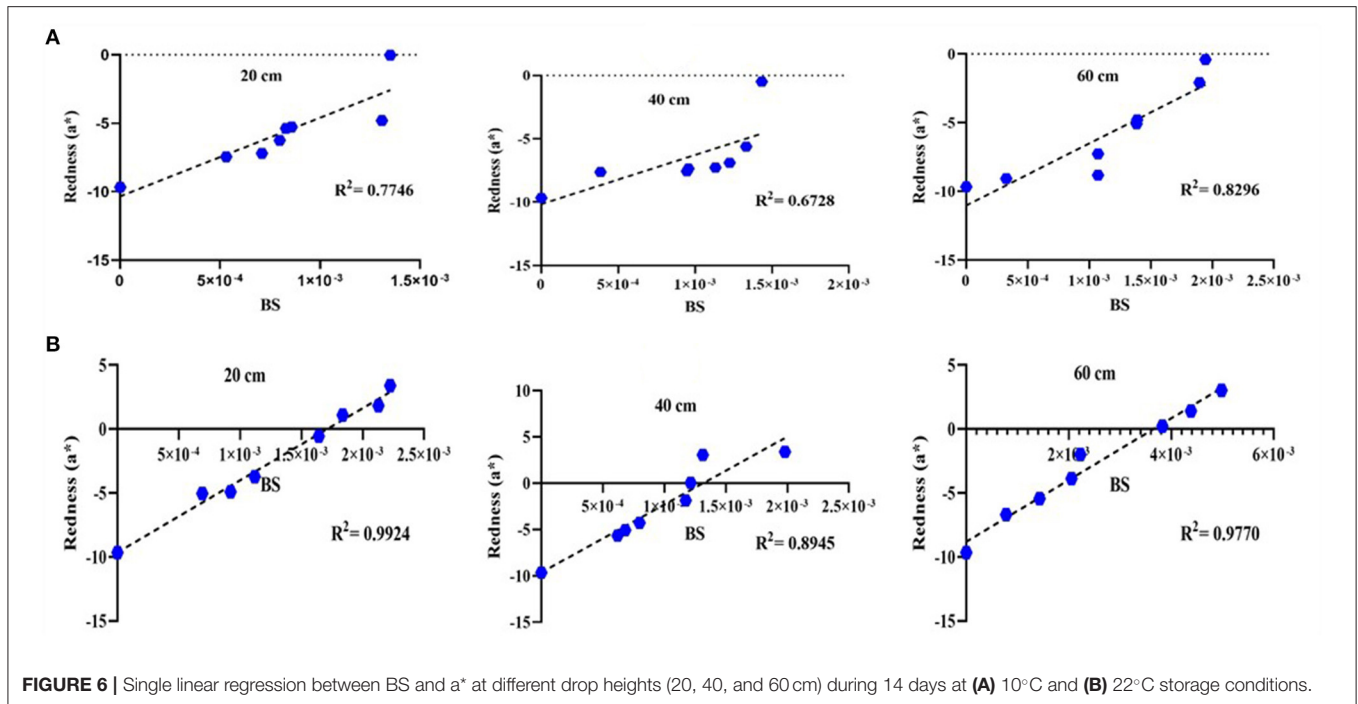 A
0
-5
-10
-15
Redness (a*)
20 cm
R²= 0.7746
0
5×10⁻⁴
1×10⁻³
1.5×10⁻³
BS
0
-5
-10
-15
Redness (a*)
40 cm
R²= 0.6728
0
5×10⁻⁴
1×10⁻³
1.5×10⁻³
2×10⁻³
BS
0
-5
-10
-15
Redness (a*)
60 cm
R²= 0.8296
0
5×10⁻⁴
1×10⁻³
1.5×10⁻³
2×10⁻³
2.5×10⁻³
BS
B
5
0
-5
-10
-15
Redness (a*)
20 cm
5×10⁻⁴
1×10⁻³
1.5×10⁻³
2×10⁻³
2.5×10⁻³
BS
R²= 0.9924
10
5
0
-5
-10
-15
Redness (a*)
40 cm
5×10⁻⁴
1×10⁻³
1.5×10⁻³
2×10⁻³
2.5×10⁻³
BS
R²= 0.8945
5
0
-5
-10
-15
Redness (a*)
60 cm
2×10⁻³
4×10⁻³
6×10⁻³
BS
R²= 0.9770
FIGURE 6 | Single linear regression between BS and a* at different drop heights (20, 40, and 60 cm) during 14 days at (A) 10°C and (B) 22°C storage conditions.